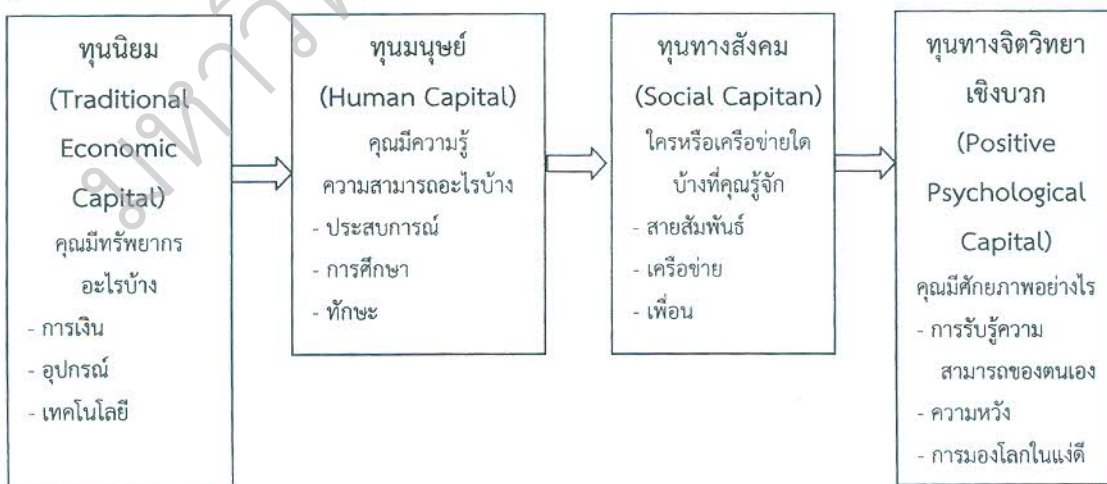 ทุนนิยม
(Traditional
Economic
Capital)
คุณมีทรัพยากร
อะไรบ้าง
- การเงิน
- อุปกรณ์
- เทคโนโลยี
ทุนมนุษย์
(Human Capital)
คุณมีความรู้
ความสามารถอะไรบ้าง
- ประสบการณ์
- การศึกษา
- ทักษะ
ทุนทางสังคม
(Social Capitan)
ใครหรือเครือข่ายใด
บ้างที่คุณรู้จัก
- สายสัมพันธ์
- เครือข่าย
- เพื่อน
ทุนทางจิตวิทยา
เชิงบวก
(Positive
Psychological
Capital)
คุณมีศักยภาพอย่างไร
- การรับรู้ความ
สามารถของตนเอง
- ความหวัง
- การมองโลกในแง่ดี